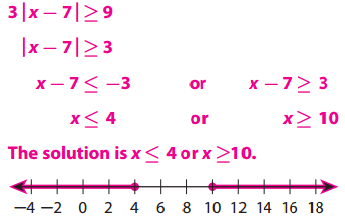 3|x – 7| ≥ 9
|x – 7| ≥ 3
x – 7 ≤ –3 or x – 7 ≥ 3
x ≤ 4 or x ≥ 10
The solution is x ≤ 4 or x ≥10.
–4 –2 0 2 4 6 8 10 12 14 16 18